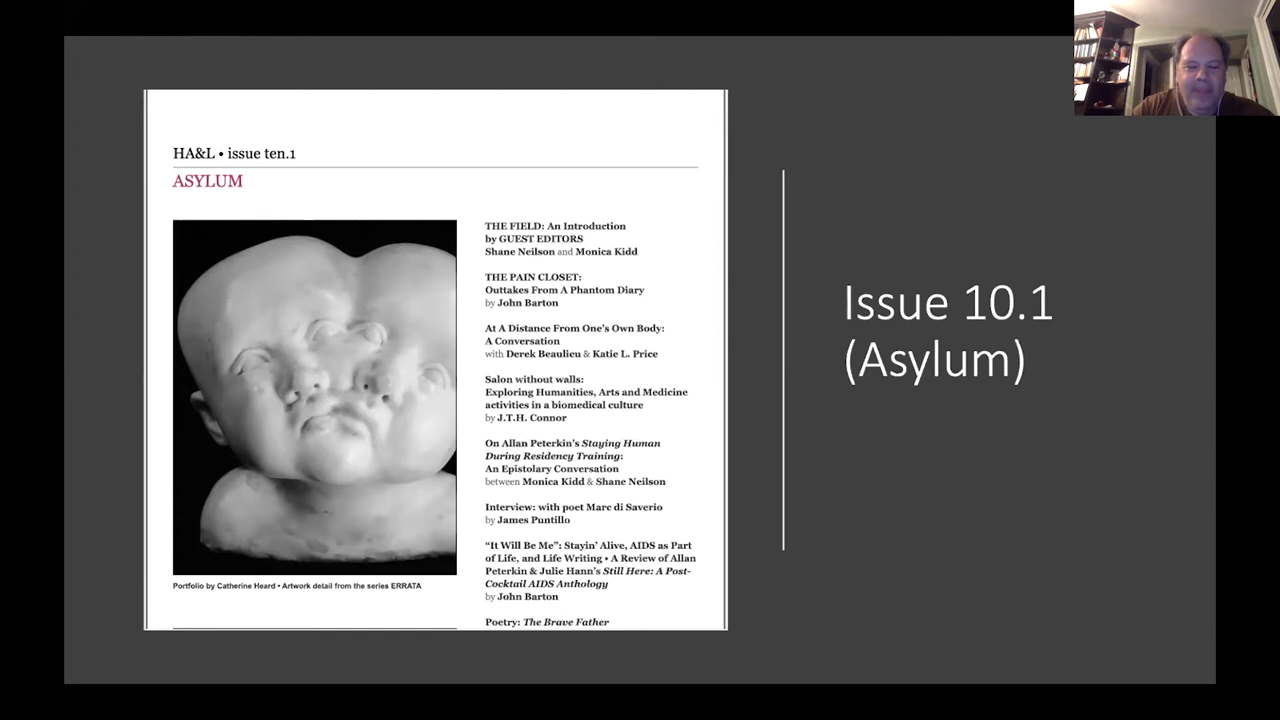 HA&L • issue ten.1
ASYLUM
THE FIELD: An Introduction
by GUEST EDITORS
Shane Neilson and Monica Kidd
THE PAIN CLOSET:
Outtakes From A Phantom Diary
by John Barton
At A Distance From One’s Own Body:
A Conversation
with Derek Beaulieu & Katie L. Price
Salon without walls:
Exploring Humanities, Arts and Medicine
activities in a biomedical culture
by J.T.H. Connor
On Allan Peterkin’s Staying Human
During Residency Training:
An Epistolary Conversation
between Monica Kidd & Shane Neilson
Interview: with poet Marc di Saverio
by James Puntillo
“It Will Be Me”: Stayin’ Alive, AIDS as Part
of Life, and Life Writing • A Review of Allan
Peterkin & Julie Hann’s Still Here: A Post-
Cocktail AIDS Anthology
by John Barton
Poetry: The Brave Father
Portfolio by Catherine Heard • Artwork detail from the series ERRATA
Issue 10.1
(Asylum)